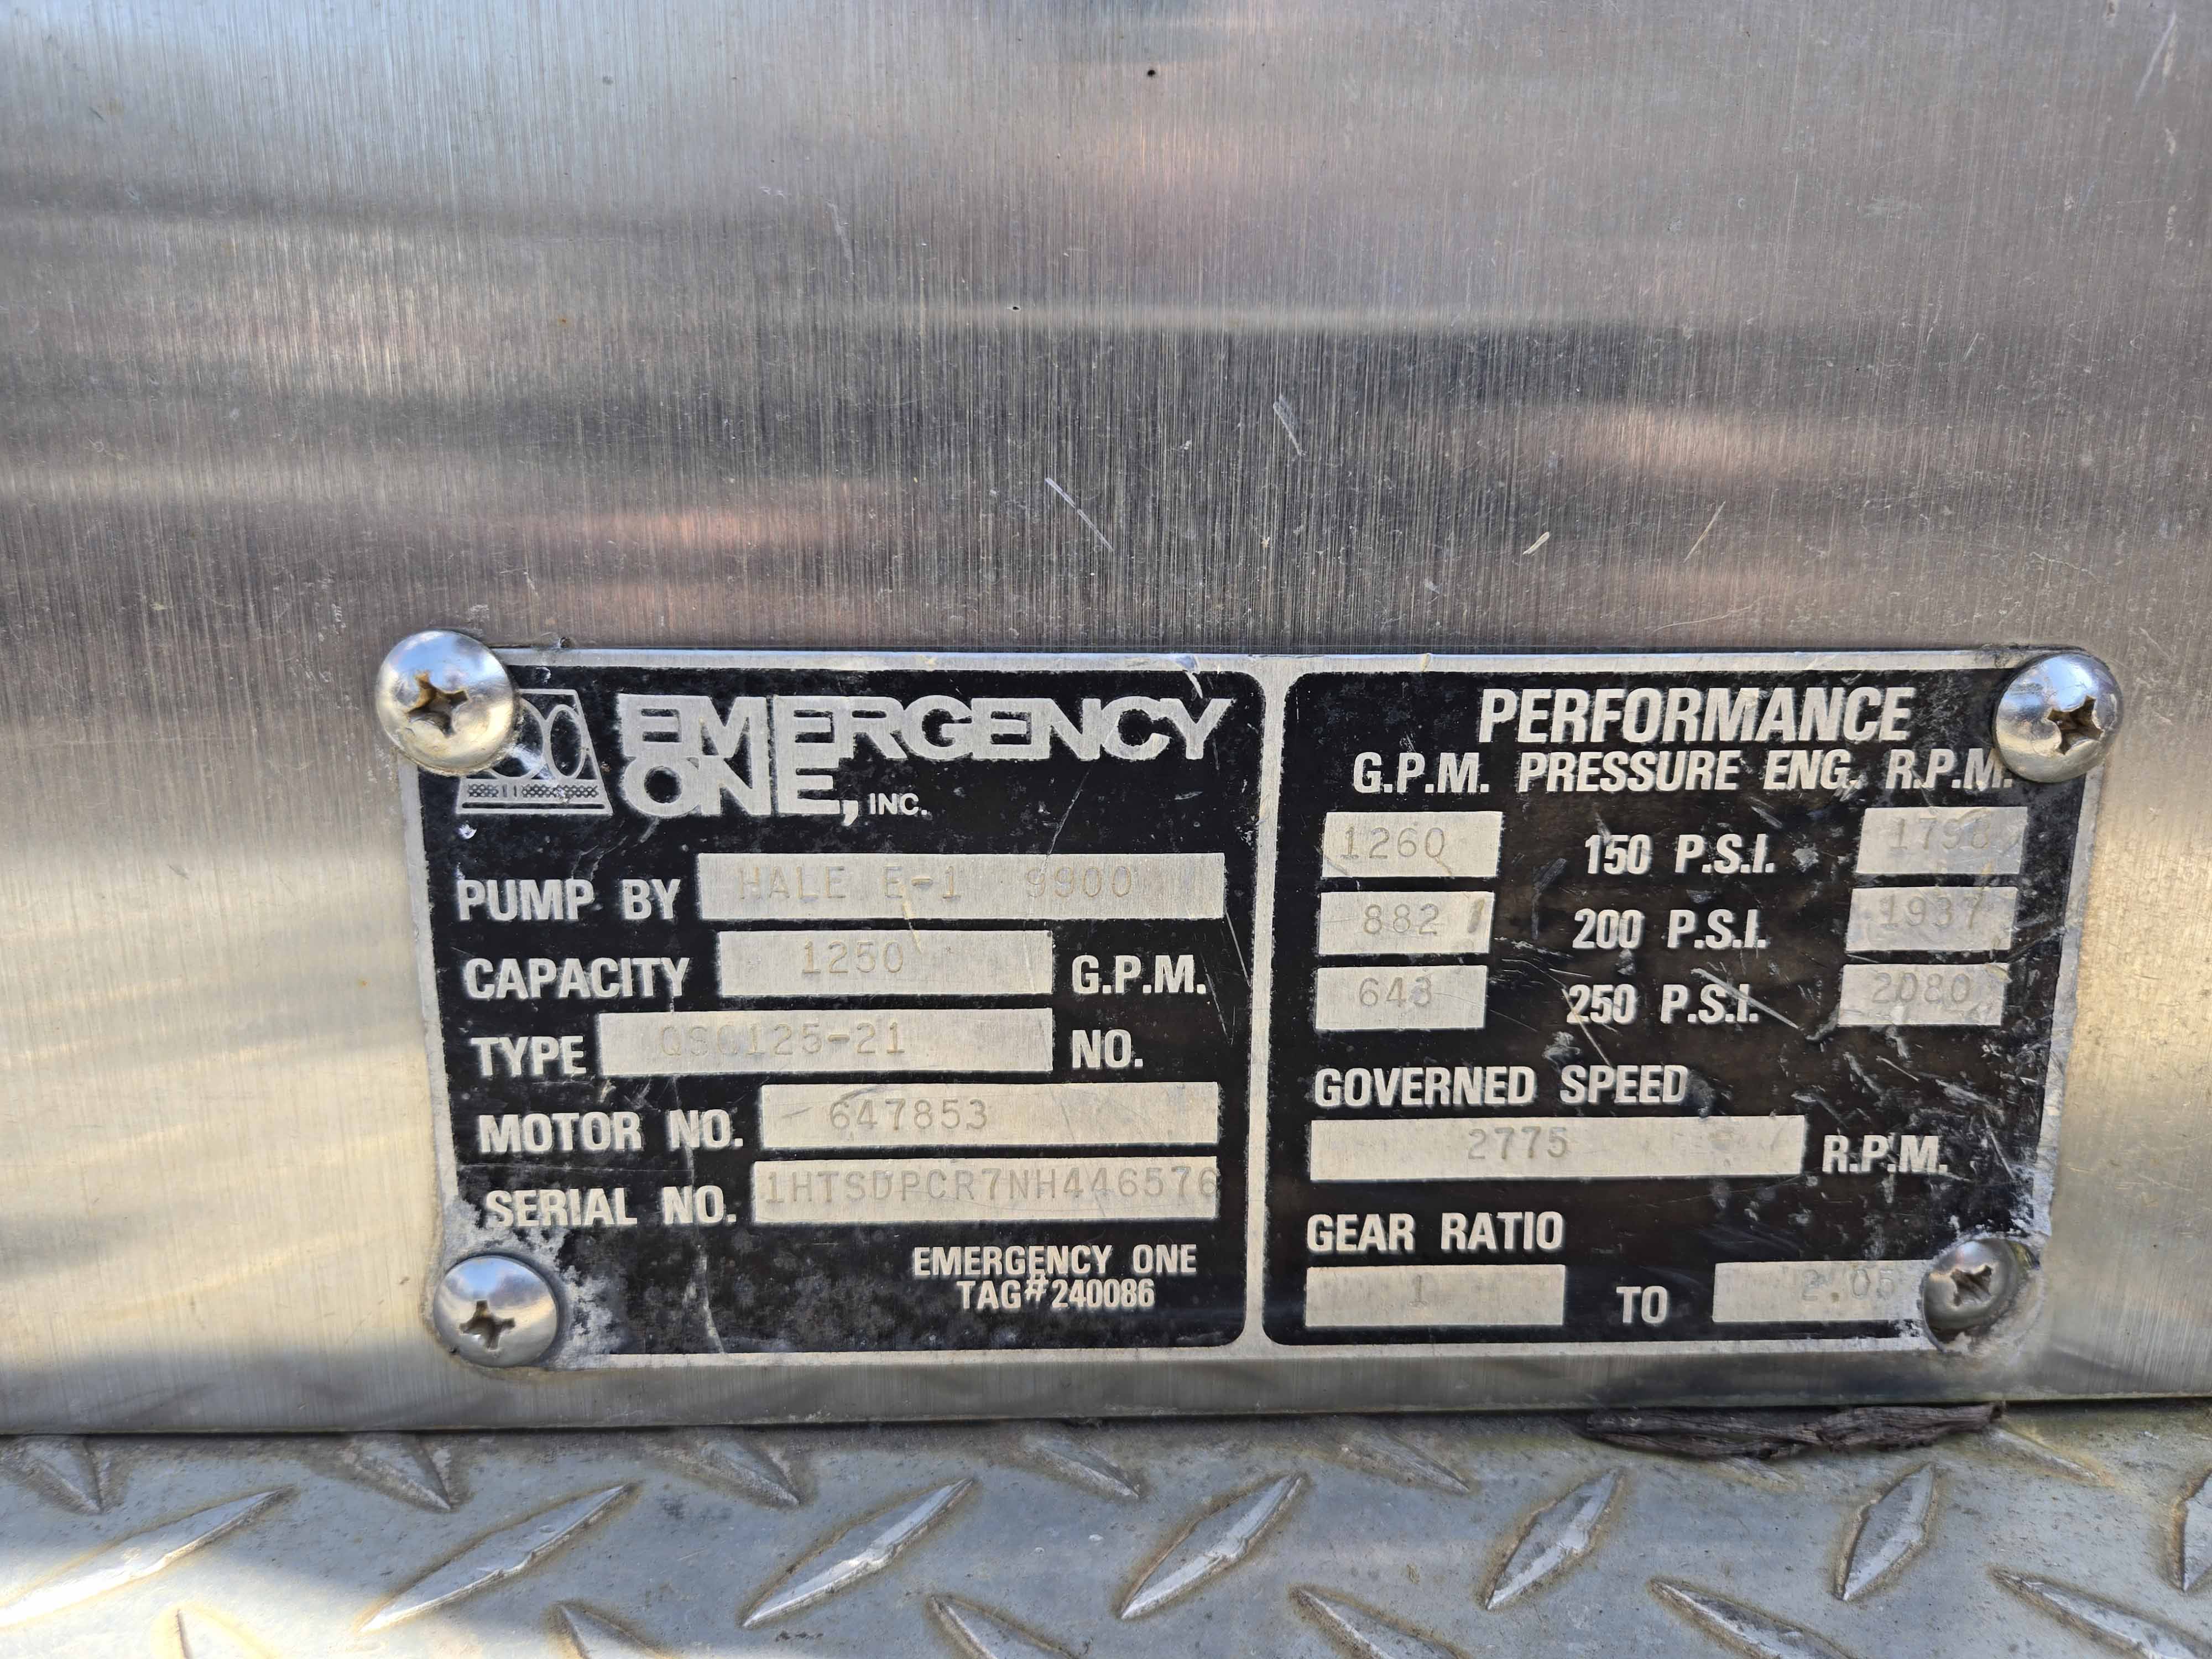 EMERGENCY
ONE, INC.
PUMP BY HALE E-1 9900
CAPACITY 1250 G.P.M.
TYPE QSC125-21 NO.
MOTOR NO. 647853
SERIAL NO. 1HTSDPCR7NH446576
EMERGENCY ONE
TAG#240086
PERFORMANCE
G.P.M. PRESSURE ENG. R.P.M.
1260 150 P.S.I.
882 200 P.S.I. 1937
643 250 P.S.I. 2080
GOVERNED SPEED
2775 R.P.M.
GEAR RATIO
1 TO 2.05